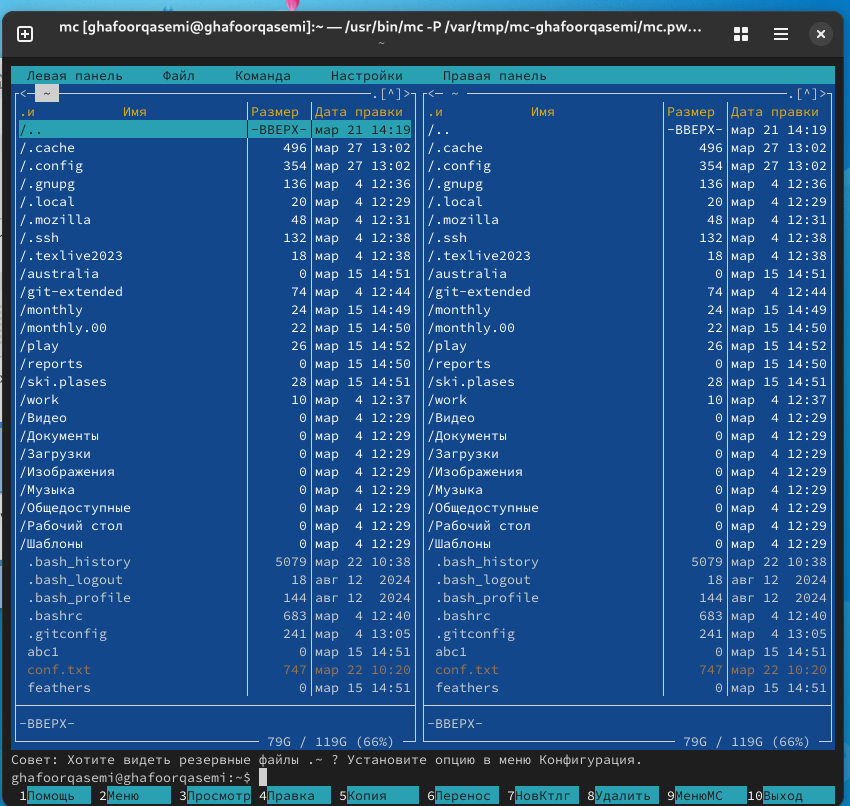 mc [ghafoorqasemi@ghafoorqasemi]:~ — /usr/bin/mc -P /var/tmp/mc-ghafoorqasemi/mc.pw…
~
Левая панель Файл Команда Настройки Правая панель
<─ ~ .[^]> <─ ~ .[^]>
.и Имя Размер Дата правки .и Имя Размер Дата правки
/.. -ВВЕРХ- мар 21 14:19 /.. -ВВЕРХ- мар 21 14:19
/.cache 496 мар 27 13:02 /.cache 496 мар 27 13:02
/.config 354 мар 27 13:02 /.config 354 мар 27 13:02
/.gnupg 136 мар 4 12:36 /.gnupg 136 мар 4 12:36
/.local 20 мар 4 12:29 /.local 20 мар 4 12:29
/.mozilla 48 мар 4 12:31 /.mozilla 48 мар 4 12:31
/.ssh 132 мар 4 12:38 /.ssh 132 мар 4 12:38
/.texlive2023 18 мар 4 12:38 /.texlive2023 18 мар 4 12:38
/australia 0 мар 15 14:51 /australia 0 мар 15 14:51
/git-extended 74 мар 4 12:44 /git-extended 74 мар 4 12:44
/monthly 24 мар 15 14:49 /monthly 24 мар 15 14:49
/monthly.00 22 мар 15 14:50 /monthly.00 22 мар 15 14:50
/play 26 мар 15 14:52 /play 26 мар 15 14:52
/reports 0 мар 15 14:50 /reports 0 мар 15 14:50
/ski.plases 28 мар 15 14:51 /ski.plases 28 мар 15 14:51
/work 10 мар 4 12:37 /work 10 мар 4 12:37
/Видео 0 мар 4 12:29 /Видео 0 мар 4 12:29
/Документы 0 мар 4 12:29 /Документы 0 мар 4 12:29
/Загрузки 0 мар 4 12:29 /Загрузки 0 мар 4 12:29
/Изображения 0 мар 4 12:29 /Изображения 0 мар 4 12:29
/Музыка 0 мар 4 12:29 /Музыка 0 мар 4 12:29
/Общедоступные 0 мар 4 12:29 /Общедоступные 0 мар 4 12:29
/Рабочий стол 0 мар 4 12:29 /Рабочий стол 0 мар 4 12:29
/Шаблоны 0 мар 4 12:29 /Шаблоны 0 мар 4 12:29
.bash_history 5079 мар 22 10:38 .bash_history 5079 мар 22 10:38
.bash_logout 18 авг 12 2024 .bash_logout 18 авг 12 2024
.bash_profile 144 авг 12 2024 .bash_profile 144 авг 12 2024
.bashrc 683 мар 4 12:40 .bashrc 683 мар 4 12:40
.gitconfig 241 мар 4 13:05 .gitconfig 241 мар 4 13:05
abc1 0 мар 15 14:51 abc1 0 мар 15 14:51
conf.txt 747 мар 22 10:20 conf.txt 747 мар 22 10:20
feathers 0 мар 15 14:51 feathers 0 мар 15 14:51
-ВВЕРХ- -ВВЕРХ-
79G / 119G (66%) 79G / 119G (66%)
Совет: Хотите видеть резервные файлы .~ ? Установите опцию в меню Конфигурация.
ghafoorqasemi@ghafoorqasemi:~$
1Помощь 2Меню 3Просмотр 4Правка 5Копия 6Перенос 7НовКтлг 8Удалить 9МенюМС 10Выход